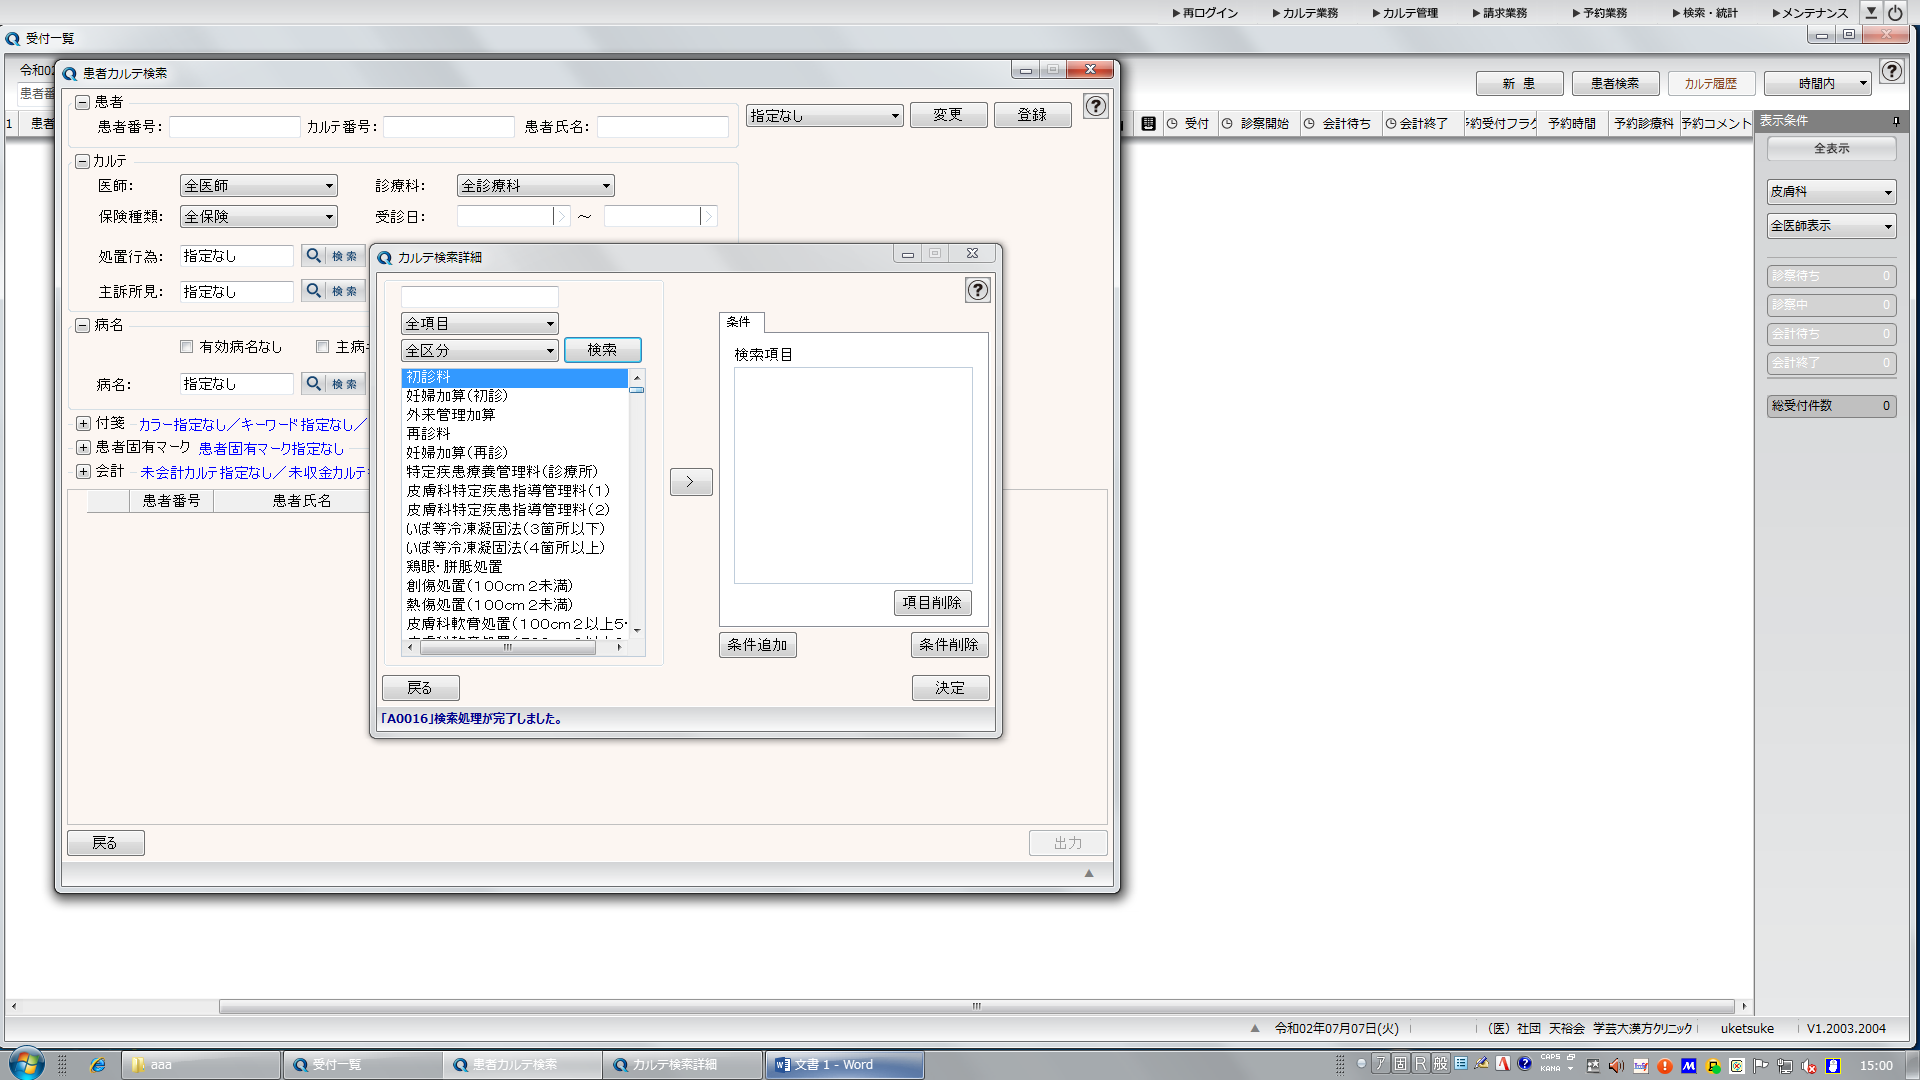 ▶再ログイン ▶カルテ業務 ▶カルテ管理 ▶請求業務 ▶予約業務 ▶検索・統計 ▶メンテナンス
受付一覧
新 患 患者検索 カルテ履歴 時間内
受付 診察開始 会計待ち 会計終了 予約受付フラグ 予約時間 予約診療科 予約コメント
表示条件
全表示
皮膚科
全医師表示
診察待ち 0
診察中 0
会計待ち 0
会計終了 0
総受付件数 0
患者カルテ検索
患者
患者番号: カルテ番号: 患者氏名:
指定なし 変更 登録
カルテ
医師: 全医師 診療科: 全診療科
保険種類: 全保険 受診日: ～
処置行為: 指定なし 検索
主訴所見: 指定なし 検索
病名
有効病名なし 主病
病名: 指定なし 検索
付箋 カラー指定なし／キーワード指定なし／
患者固有マーク 患者固有マーク指定なし
会計 未会計カルテ指定なし／未収金カルテ
患者番号 患者氏名
戻る 出力
カルテ検索詳細
全項目
全区分 検索
初診料
妊婦加算(初診)
外来管理加算
再診料
妊婦加算(再診)
特定疾患療養管理料(診療所)
皮膚科特定疾患指導管理料(1)
皮膚科特定疾患指導管理料(2)
いぼ等冷凍凝固法(3箇所以下)
いぼ等冷凍凝固法(4箇所以上)
鶏眼・胼胝処置
創傷処置(100cm2未満)
熱傷処置(100cm2未満)
皮膚科軟膏処置(100cm2以上5
>
条件
検索項目
項目削除
条件追加 条件削除
戻る 決定
「A0016」検索処理が完了しました。
令和02年07月07日(火) (医)社団 天裕会 学芸大漢方クリニック uketsuke V1.2003.2004
aaa 受付一覧 患者カルテ検索 カルテ検索詳細 文書 1 - Word
ア 固 R 般 CAPS KANA 15:00